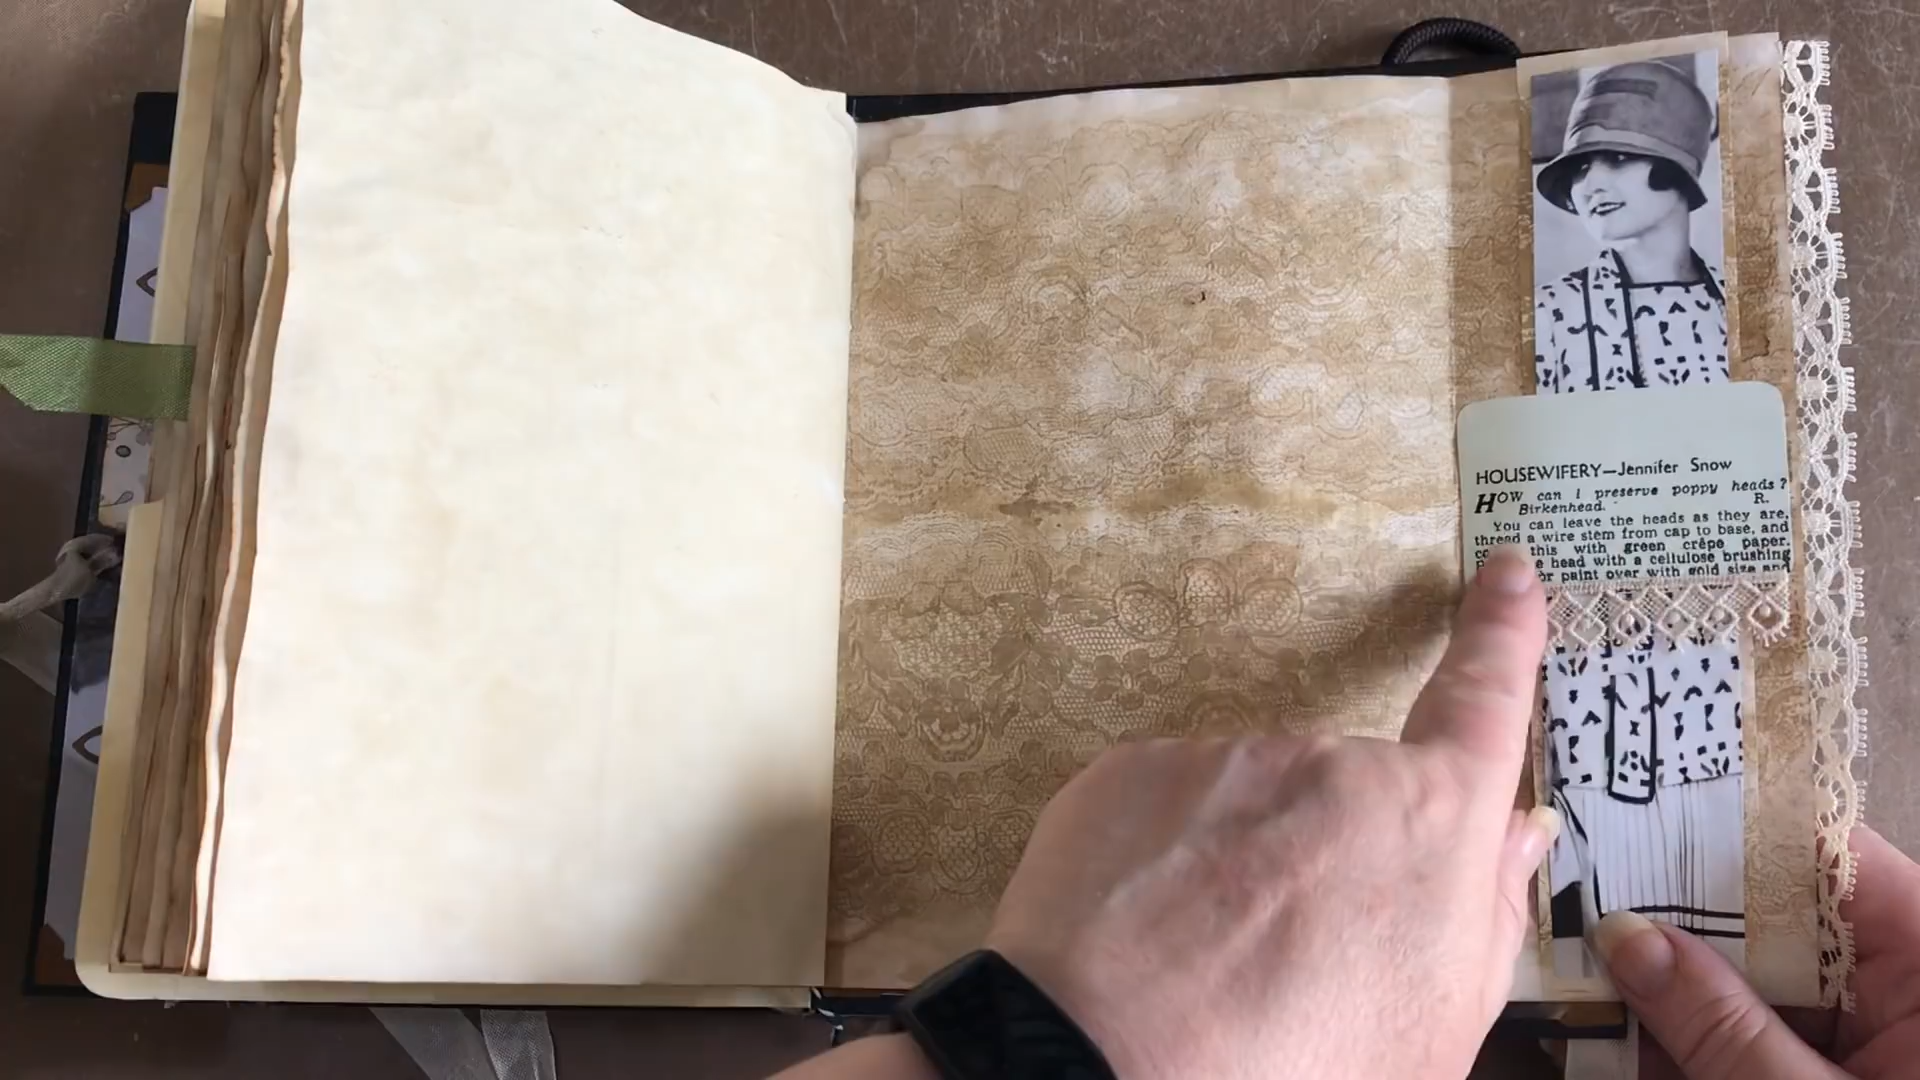 HOUSEWIFERY—Jennifer Snow
HOW can I preserve poppy heads?
Birkenhead. R.
You can leave the heads as they are,
thread a wire stem from cap to base, and
this with green crêpe paper.
head with a cellulose brushing
or paint over with gold size and